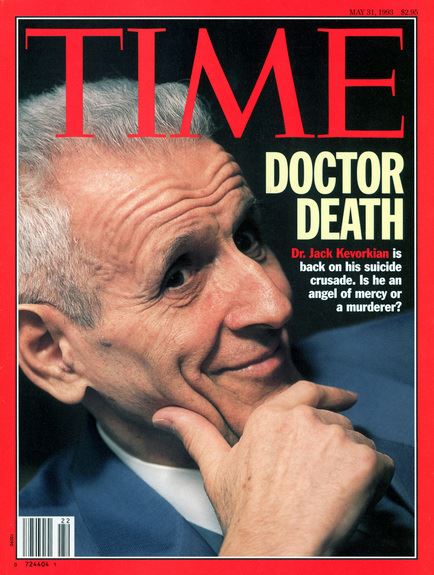 MAY 31, 1993 $2.95
TIME
DOCTOR
DEATH
Dr. Jack Kevorkian is
back on his suicide
crusade. Is he an
angel of mercy or
a murderer?
22
0 724404 1